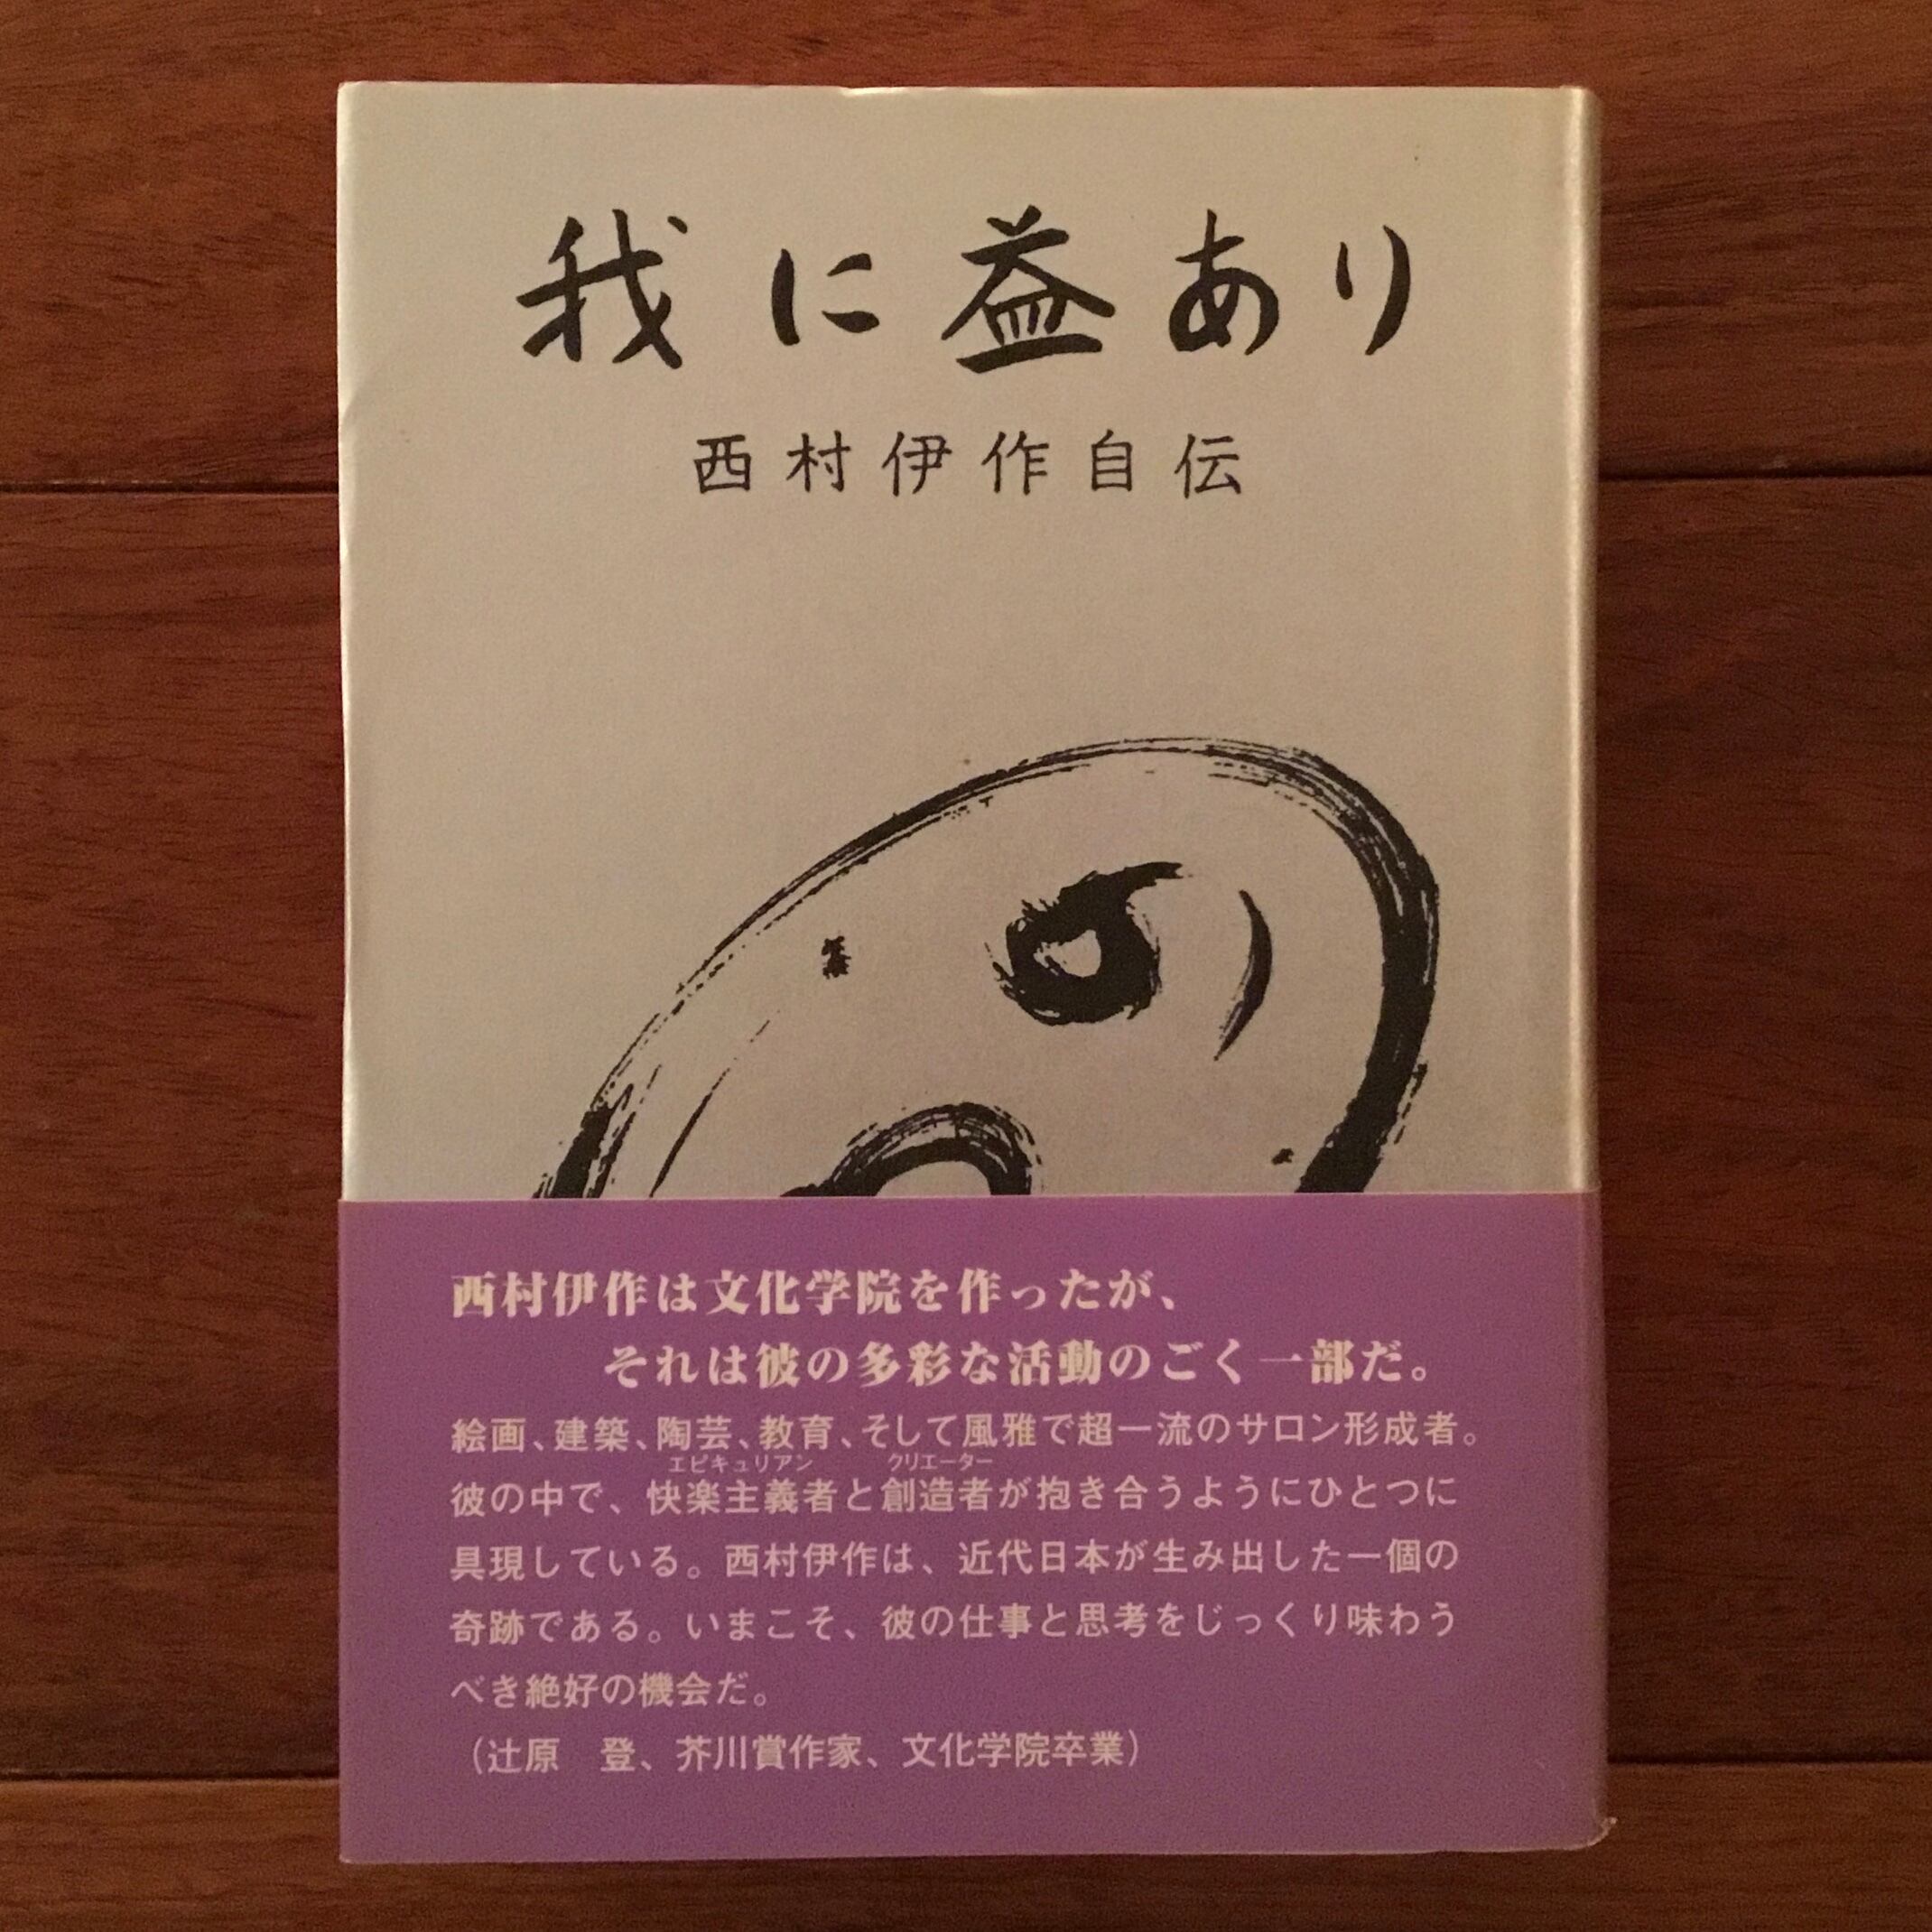 我に益あり
西村伊作自伝
西村伊作は文化学院を作ったが、
それは彼の多彩な活動のごく一部だ。
絵画、建築、陶芸、教育、そして風雅で超一流のサロン形成者。
エピキュリアン クリエーター
彼の中で、快楽主義者と創造者が抱き合うようにひとつに
具現している。西村伊作は、近代日本が生み出した一個の
奇跡である。いまこそ、彼の仕事と思考をじっくり味わう
べき絶好の機会だ。
（辻原 登、芥川賞作家、文化学院卒業）